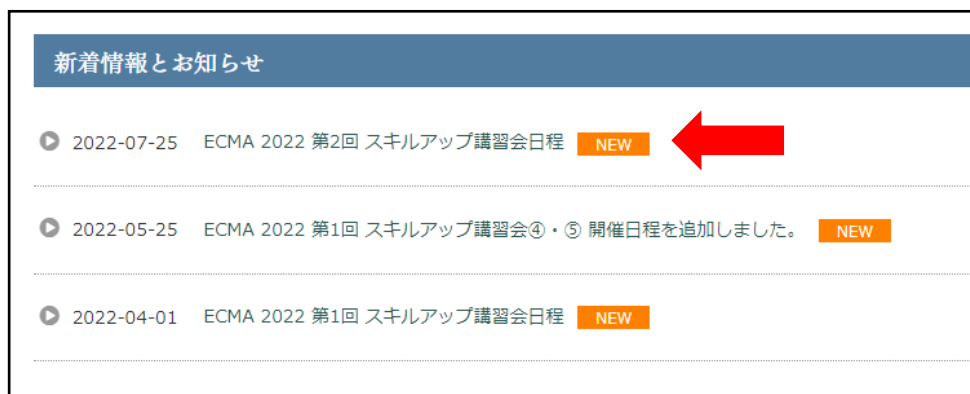 新着情報とお知らせ
2022-07-25 ECMA 2022 第2回 スキルアップ講習会日程 NEW
2022-05-25 ECMA 2022 第1回 スキルアップ講習会④・⑤ 開催日程を追加しました。 NEW
2022-04-01 ECMA 2022 第1回 スキルアップ講習会日程 NEW